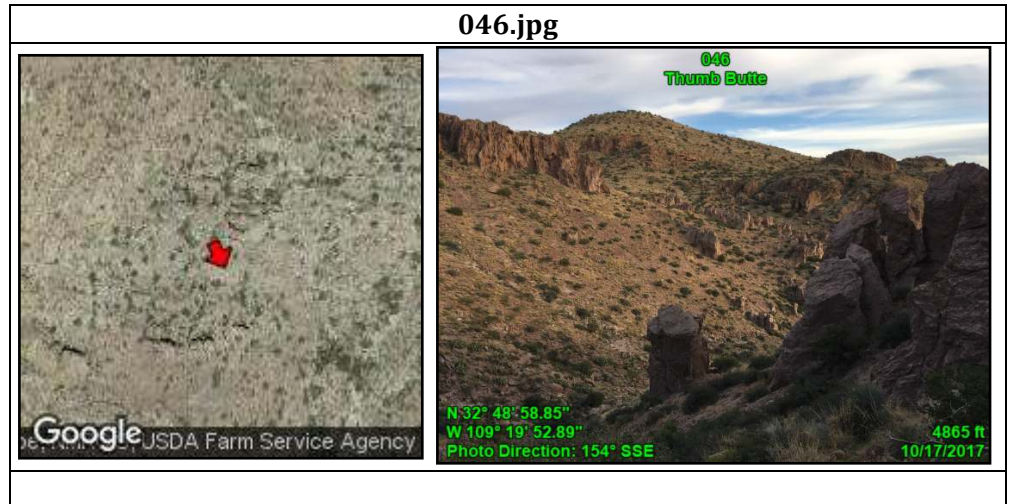 046.jpg
046
Thumb Butte
N 32° 48' 58.85"
W 109° 19' 52.89"
Photo Direction: 154° SSE
4865 ft
10/17/2017
Google
USDA Farm Service Agency